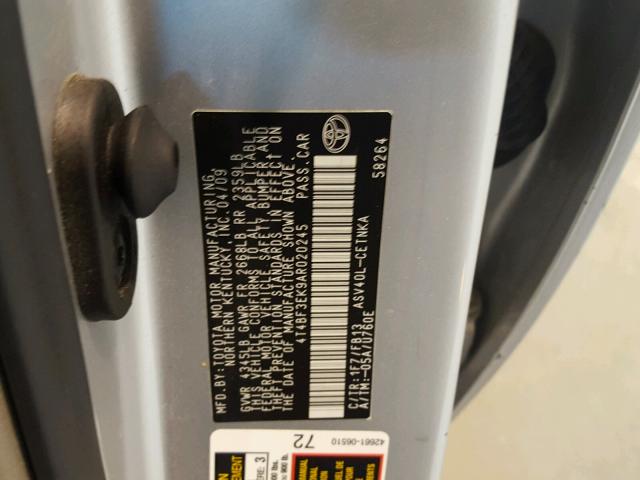 MFD.BY:TOYOTA MOTOR MANUFACTURING,
NORTHERN KENTUCKY, INC. 04/09
GVWR 4345LB GAWR FR 2668LB RR 2359LB
THIS VEHICLE CONFORMS TO ALL APPLICABLE
FEDERAL MOTOR VEHICLE SAFETY BUMPER, AND
THEFT PREVENTION STANDARDS IN EFFECT ON
THE DATE OF MANUFACTURE SHOWN ABOVE.
4T4BF3EK9AR020245 PASS.CAR
C/TR:1F7/FB13 ASV40L-CETNKA
A/TM:-05A/U760E
58264
42661-06510
72